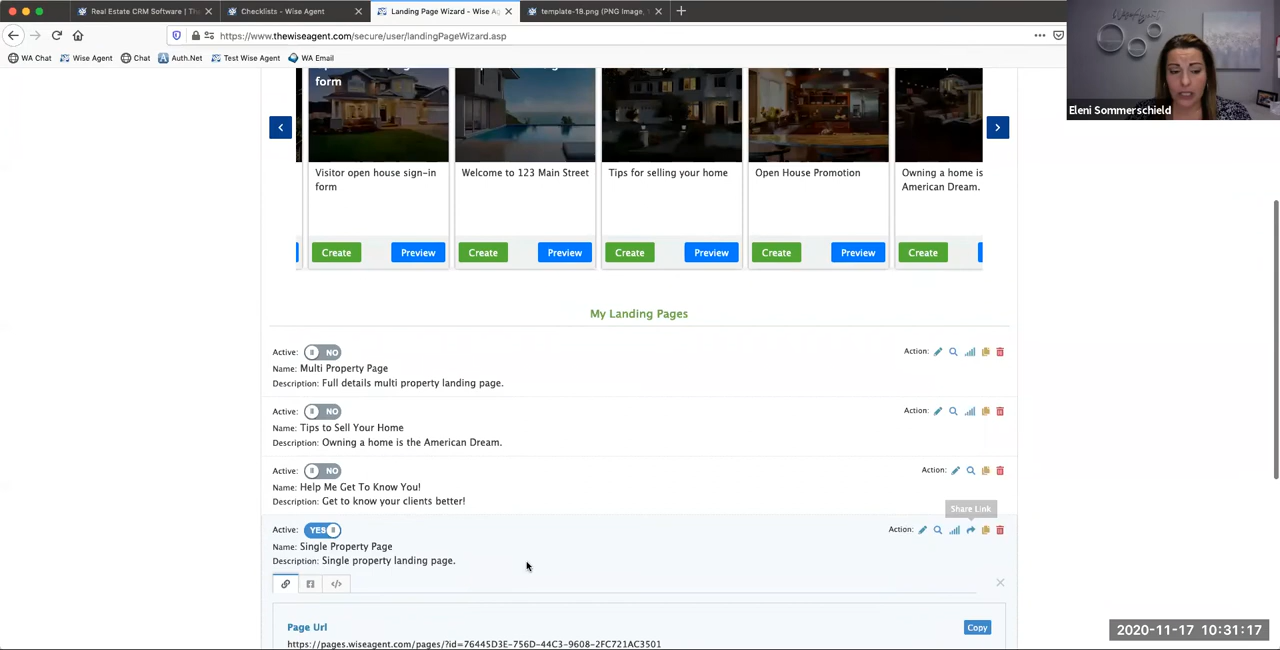 Real Estate CRM Software | Th
Checklists - Wise Agent
Landing Page Wizard - Wise Ag
template-18.png (PNG Image, 1
https://www.thewiseagent.com/secure/user/landingPageWizard.asp
WA Chat
Wise Agent
Chat
Auth.Net
Test Wise Agent
WA Email
Eleni Sommerschield
form
Visitor open house sign-in
form
Welcome to 123 Main Street
Tips for selling your home
Open House Promotion
Owning a home is
American Dream.
Create
Preview
Create
Preview
Create
Preview
Create
Preview
Create
My Landing Pages
Active: NO
Action:
Name: Multi Property Page
Description: Full details multi property landing page.
Active: NO
Action:
Name: Tips to Sell Your Home
Description: Owning a home is the American Dream.
Active: NO
Action:
Name: Help Me Get To Know You!
Description: Get to know your clients better!
Share Link
Active: YES
Action:
Name: Single Property Page
Description: Single property landing page.
Page Url
Copy
https://pages.wiseagent.com/pages/?id=76445D3E-756D-44C3-9608-2FC721AC3501
2020-11-17 10:31:17